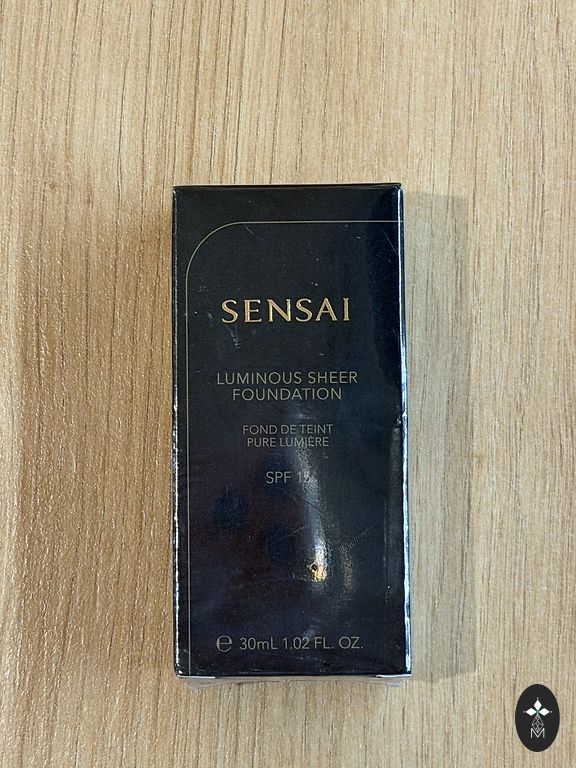 SENSAI
LUMINOUS SHEER
FOUNDATION
FOND DE TEINT
PURE LUMIÈRE
SPF 15
℮ 30mL 1.02 FL. OZ.